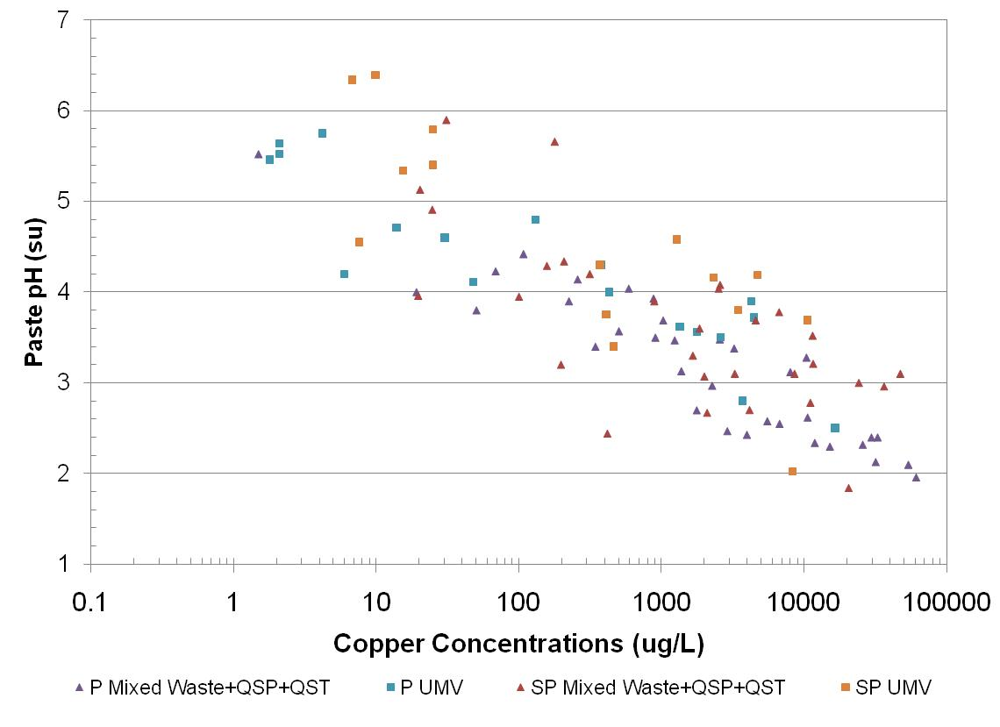 7
6
5
4
3
2
1
Paste pH (su)
0.1 1 10 100 1000 10000 100000
Copper Concentrations (ug/L)
P Mixed Waste+QSP+QST P UMV SP Mixed Waste+QSP+QST SP UMV